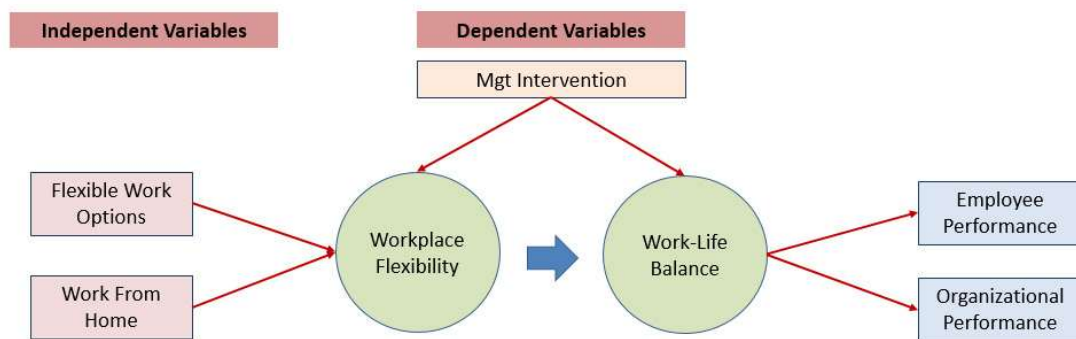 Independent Variables
Dependent Variables
Mgt Intervention
Flexible Work
Options
Work From
Home
Workplace
Flexibility
Work-Life
Balance
Employee
Performance
Organizational
Performance